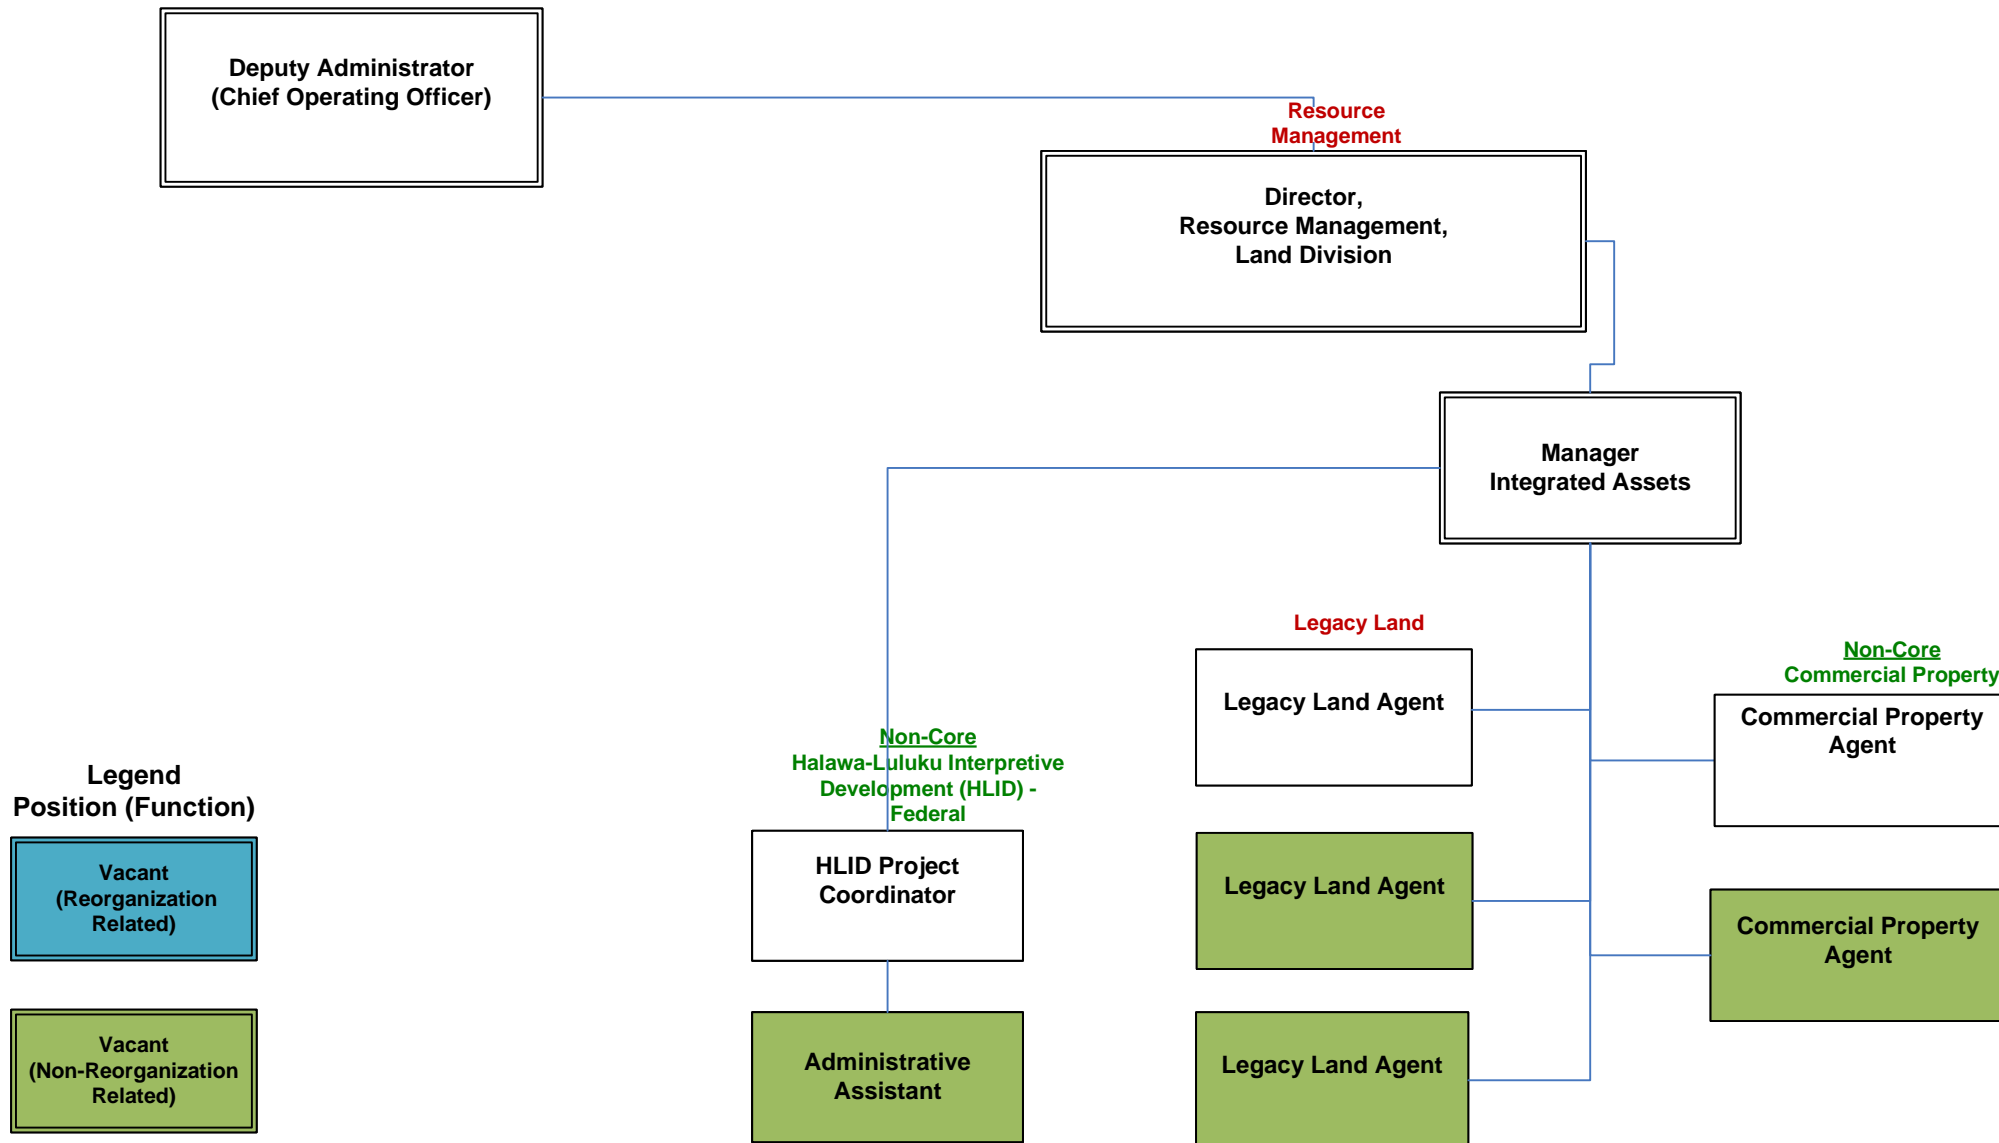 Deputy Administrator
(Chief Operating Officer)
Resource
Management
Director,
Resource Management,
Land Division
Manager
Integrated Assets
Legacy Land
Legacy Land Agent
Non-Core
Commercial Property
Commercial Property
Agent
Non-Core
Halawa-Luluku Interpretive
Development (HLID) -
Federal
HLID Project
Coordinator
Legacy Land Agent
Commercial Property
Agent
Administrative
Assistant
Legacy Land Agent
Legend
Position (Function)
Vacant
(Reorganization
Related)
Vacant
(Non-Reorganization
Related)